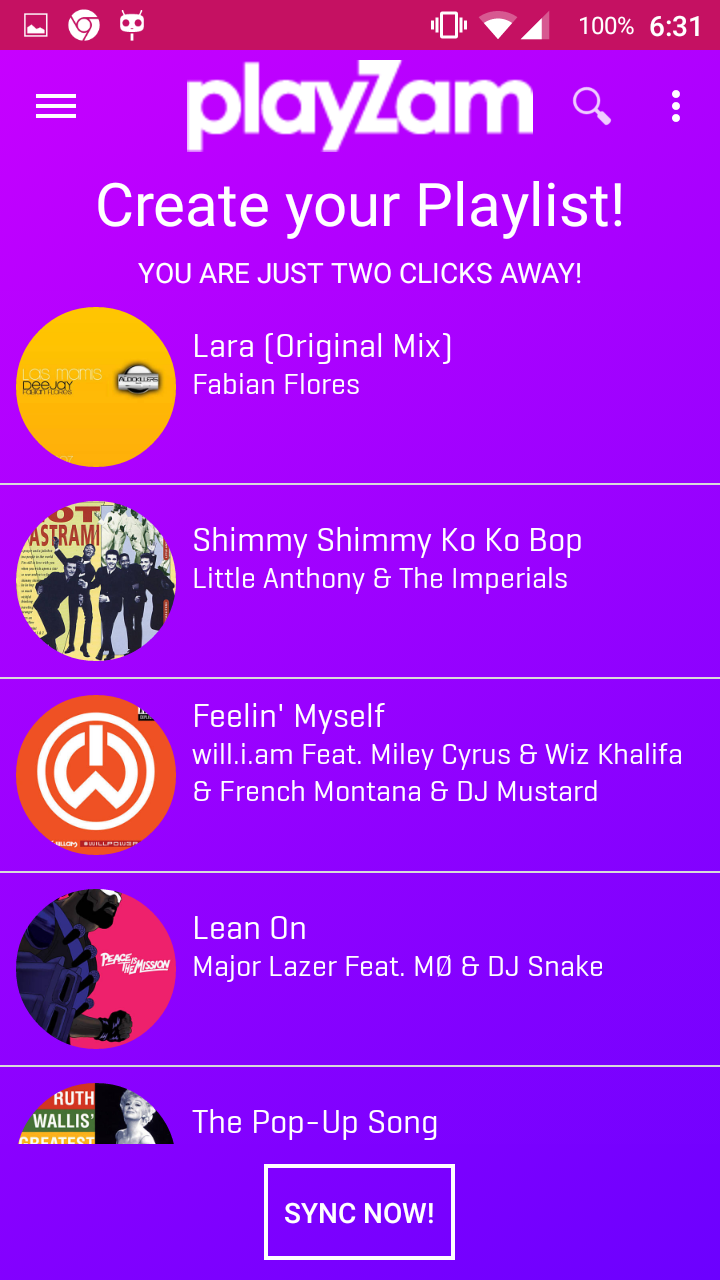 100% 6:31
playZam
Create your Playlist!
YOU ARE JUST TWO CLICKS AWAY!
Lara (Original Mix)
Fabian Flores
Las mamis
DEEJAY
FABIAN FLORES
AUDIOKILLERS
Shimmy Shimmy Ko Ko Bop
Little Anthony & The Imperials
OT
ASTRAMI
Feelin' Myself
will.i.am Feat. Miley Cyrus & Wiz Khalifa
& French Montana & DJ Mustard
#WILLPOWER
Lean On
Major Lazer Feat. MØ & DJ Snake
PEACE IS
THE MISSION
RUTH
WALLIS'
GREATEST
The Pop-Up Song
SYNC NOW!